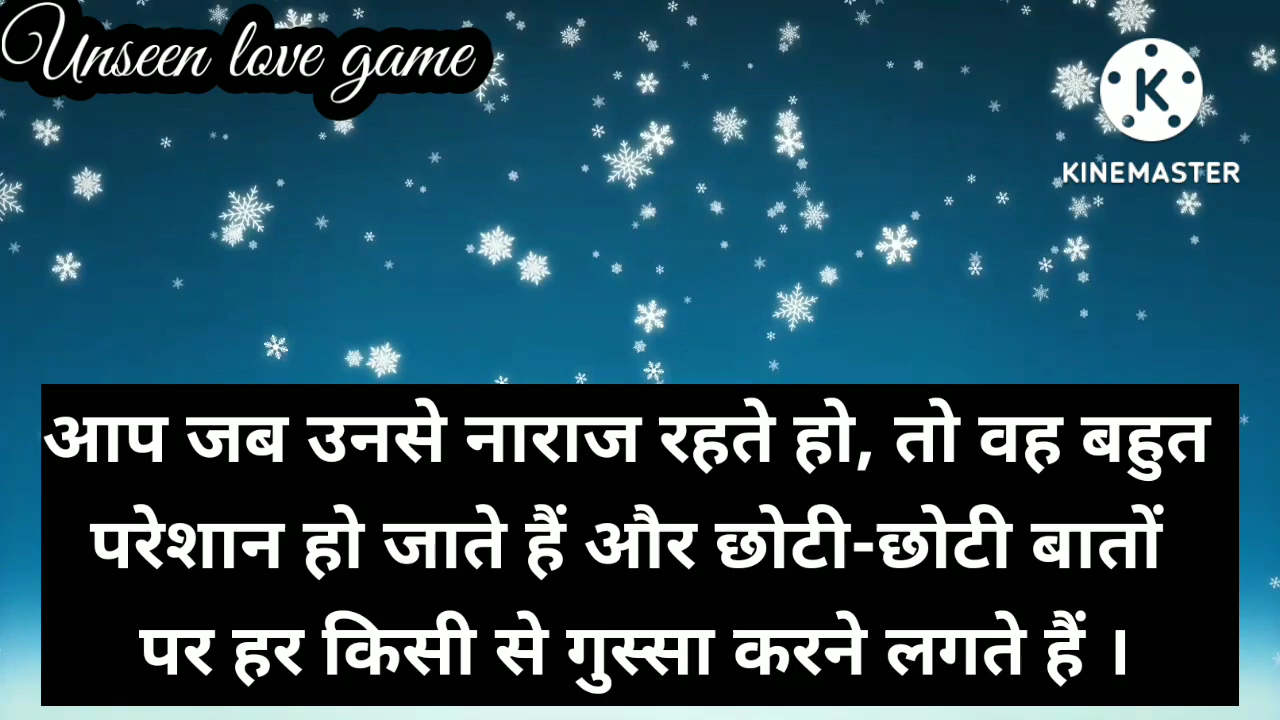 Unseen love game
K
KINEMASTER
आप जब उनसे नाराज रहते हो, तो वह बहुत
परेशान हो जाते हैं और छोटी-छोटी बातों
पर हर किसी से गुस्सा करने लगते हैं ।